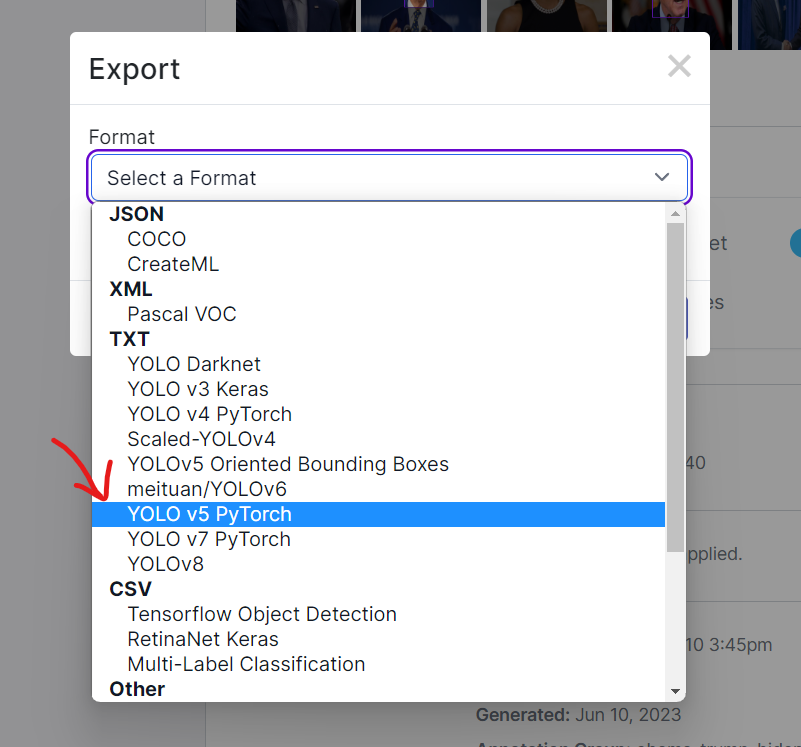 Export
Format
Select a Format
JSON
COCO
CreateML
XML
Pascal VOC
TXT
YOLO Darknet
YOLO v3 Keras
YOLO v4 PyTorch
Scaled-YOLOv4
YOLOv5 Oriented Bounding Boxes
meituan/YOLOv6
YOLO v5 PyTorch
YOLO v7 PyTorch
YOLOv8
CSV
Tensorflow Object Detection
RetinaNet Keras
Multi-Label Classification
Other
et
es
40
pplied.
10 3:45pm
Generated: Jun 10, 2023